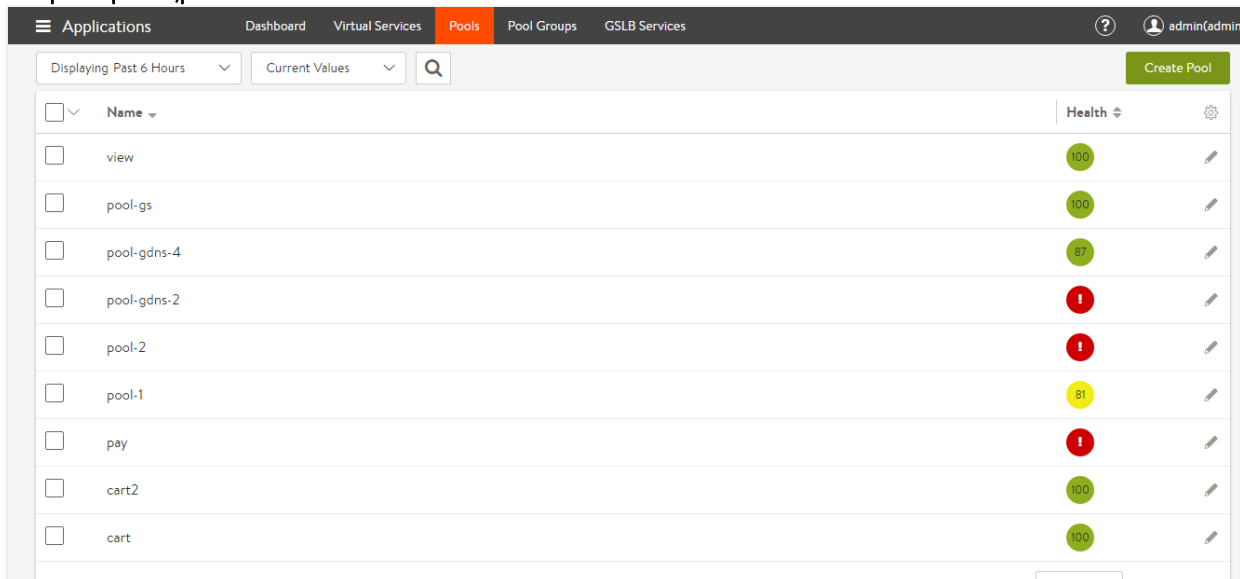 Applications Dashboard Virtual Services Pools Pool Groups GSLB Services ? admin(admin
Displaying Past 6 Hours Current Values Create Pool
Name Health
view 100
pool-gs 100
pool-gdns-4 87
pool-gdns-2 !
pool-2 !
pool-1 81
pay !
cart2 100
cart 100